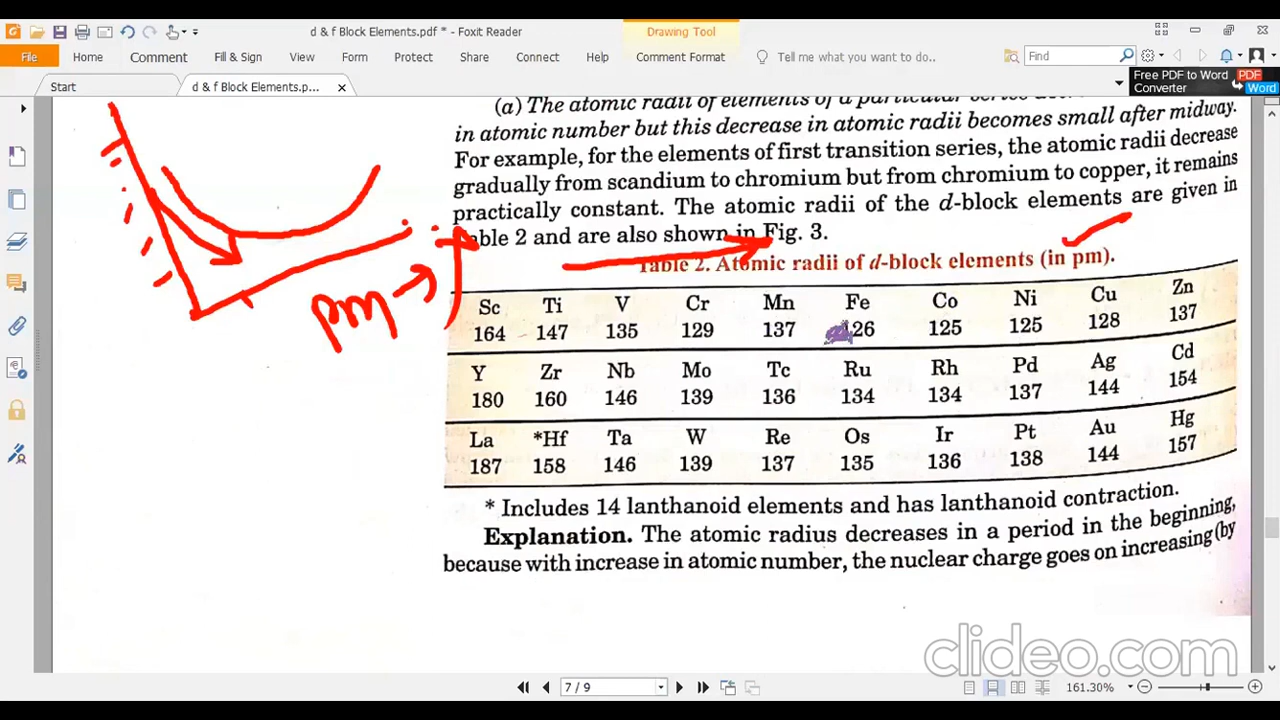 d & f Block Elements.pdf * - Foxit Reader
Drawing Tool
File Home Comment Fill & Sign View Form Protect Share Connect Help Comment Format Tell me what you want to do... Find
Start d & f Block Elements.p...
Free PDF to Word Converter
PDF
Word
(a) The atomic radii of elements of a particular series
in atomic number but this decrease in atomic radii becomes small after midway.
For example, for the elements of first transition series, the atomic radii decrease
gradually from scandium to chromium but from chromium to copper, it remains
practically constant. The atomic radii of the d-block elements are given in
Table 2 and are also shown in Fig. 3.
Table 2. Atomic radii of d-block elements (in pm).
pm
Sc Ti V Cr Mn Fe Co Ni Cu Zn
164 147 135 129 137 126 125 125 128 137
Y Zr Nb Mo Tc Ru Rh Pd Ag Cd
180 160 146 139 136 134 134 137 144 154
La *Hf Ta W Re Os Ir Pt Au Hg
187 158 146 139 137 135 136 138 144 157
* Includes 14 lanthanoid elements and has lanthanoid contraction.
Explanation. The atomic radius decreases in a period in the beginning,
because with increase in atomic number, the nuclear charge goes on increasing (by
clideo.com
7 / 9
161.30%